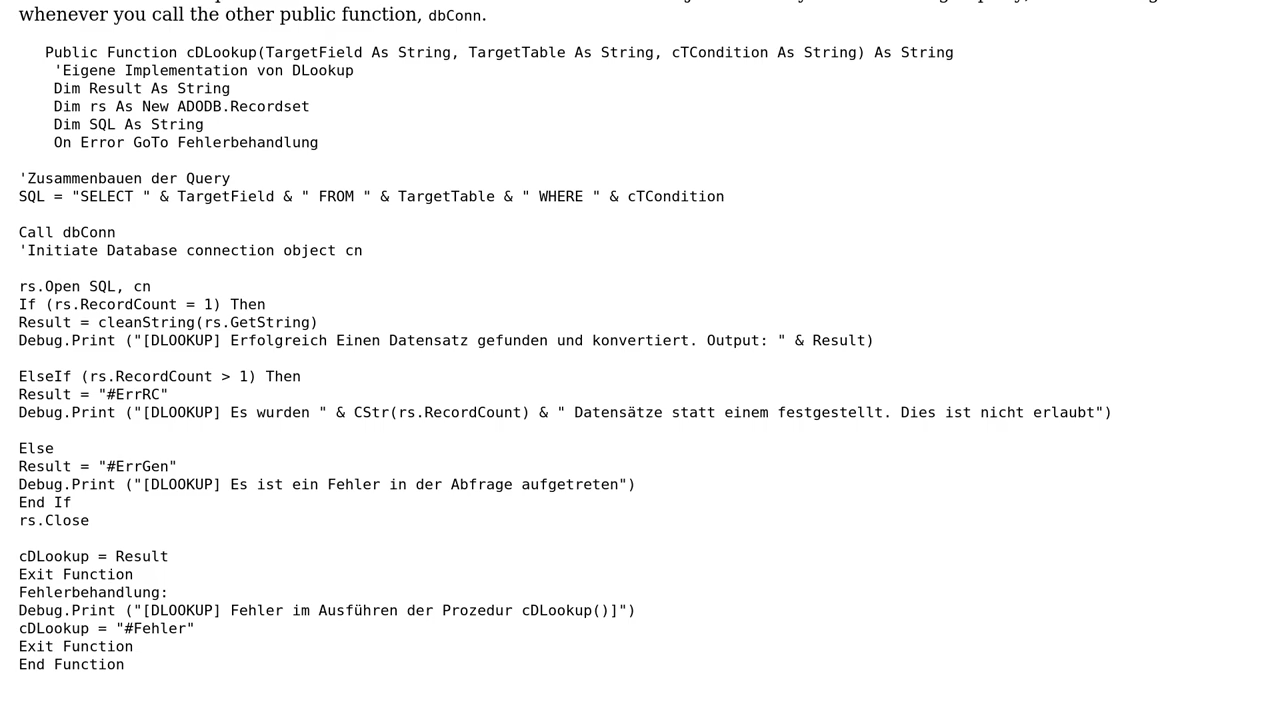 whenever you call the other public function, dbConn.
Public Function cDLookup(TargetField As String, TargetTable As String, cTCondition As String) As String
'Eigene Implementation von DLookup
Dim Result As String
Dim rs As New ADODB.Recordset
Dim SQL As String
On Error GoTo Fehlerbehandlung
'Zusammenbauen der Query
SQL = "SELECT " & TargetField & " FROM " & TargetTable & " WHERE " & cTCondition
Call dbConn
'Initiate Database connection object cn
rs.Open SQL, cn
If (rs.RecordCount = 1) Then
Result = cleanString(rs.GetString)
Debug.Print ("[DLOOKUP] Erfolgreich Einen Datensatz gefunden und konvertiert. Output: " & Result)
ElseIf (rs.RecordCount > 1) Then
Result = "#ErrRC"
Debug.Print ("[DLOOKUP] Es wurden " & CStr(rs.RecordCount) & " Datensätze statt einem festgestellt. Dies ist nicht erlaubt")
Else
Result = "#ErrGen"
Debug.Print ("[DLOOKUP] Es ist ein Fehler in der Abfrage aufgetreten")
End If
rs.Close
cDLookup = Result
Exit Function
Fehlerbehandlung:
Debug.Print ("[DLOOKUP] Fehler im Ausführen der Prozedur cDLookup()]")
cDLookup = "#Fehler"
Exit Function
End Function